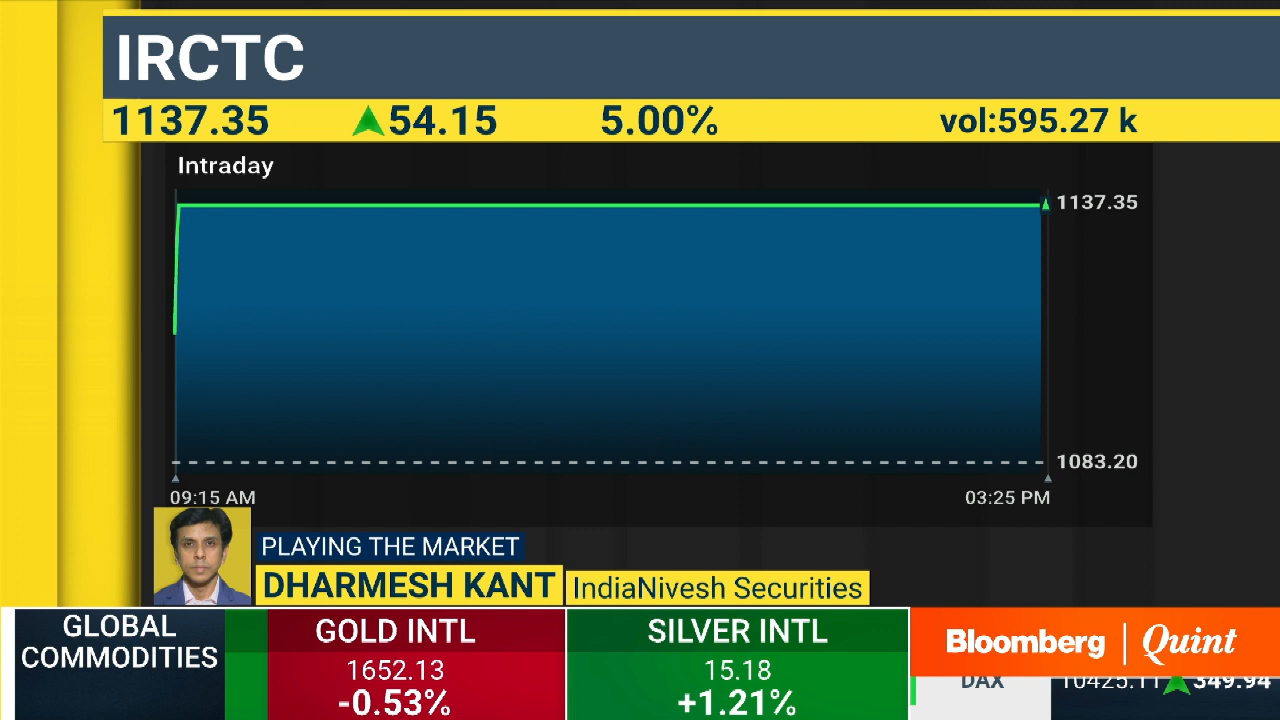 IRCTC
1137.35 54.15 5.00% vol:595.27 k
Intraday
1137.35
1083.20
09:15 AM 03:25 PM
PLAYING THE MARKET
DHARMESH KANT IndiaNivesh Securities
GLOBAL COMMODITIES
GOLD INTL
1652.13
-0.53%
SILVER INTL
15.18
+1.21%
Bloomberg | Quint
DAX 10425.11 349.94